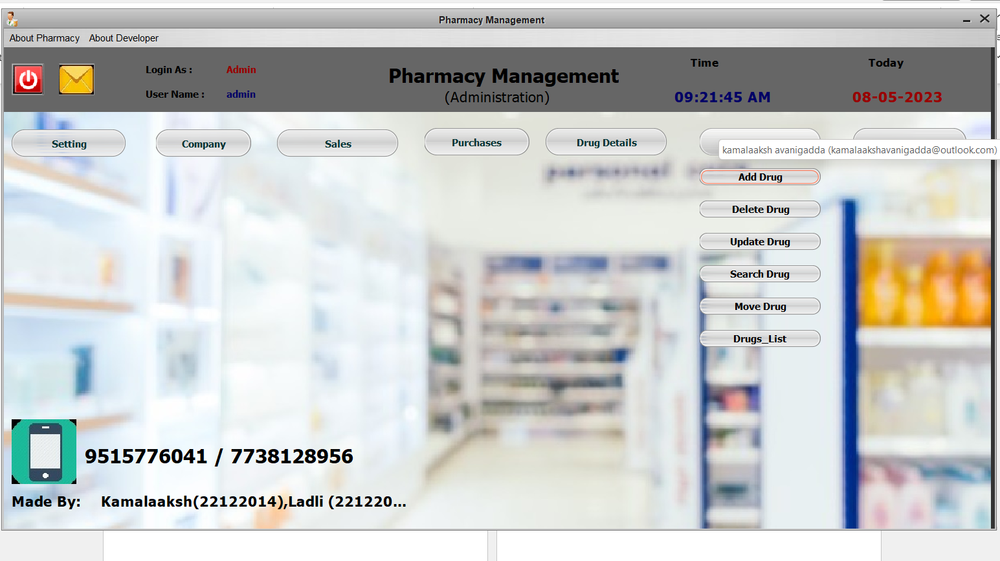 Pharmacy Management
About Pharmacy About Developer
Login As : Admin
User Name : admin
Pharmacy Management
(Administration)
Time
09:21:45 AM
Today
08-05-2023
Setting Company Sales Purchases Drug Details
kamalaaksh avanigadda (kamalaakshavanigadda@outlook.com)
Add Drug
Delete Drug
Update Drug
Search Drug
Move Drug
Drugs_List
9515776041 / 7738128956
Made By: Kamalaaksh(22122014),Ladli (221220...